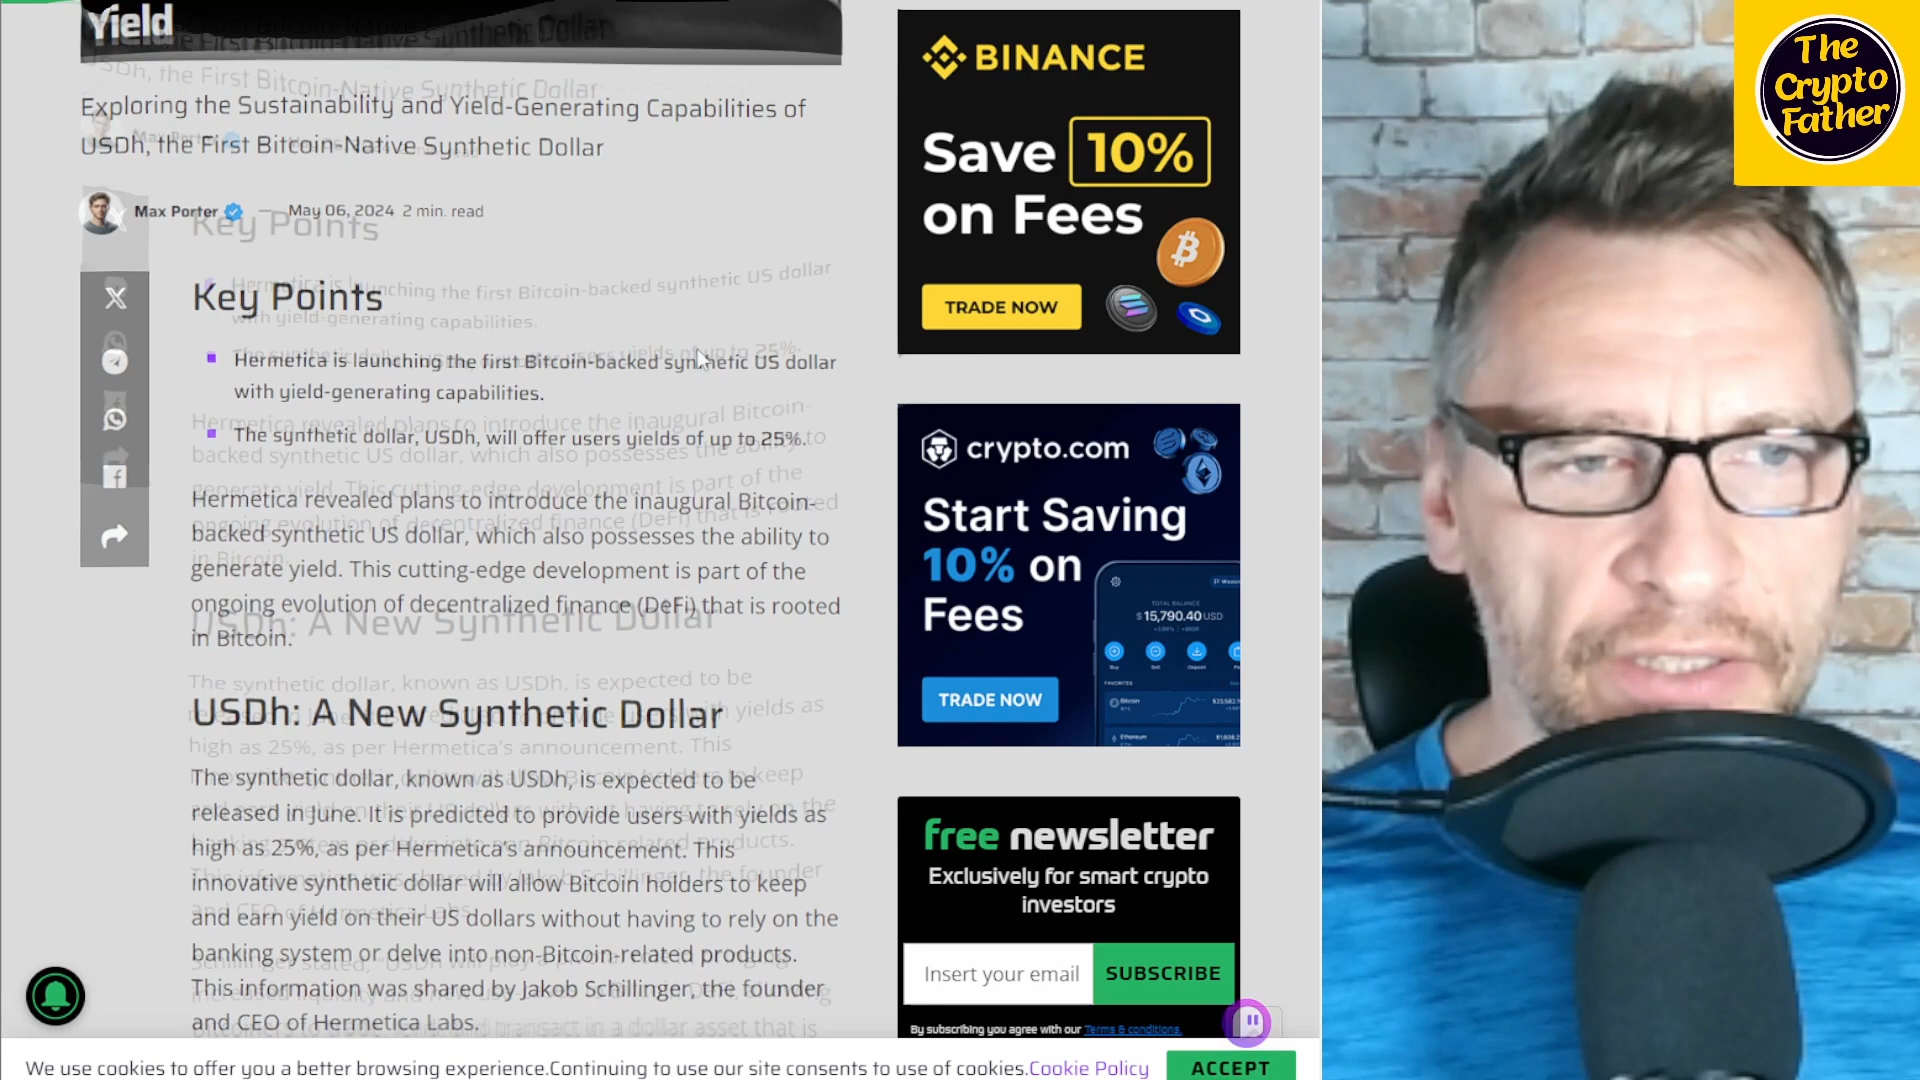 Yield
Exploring the Sustainability and Yield-Generating Capabilities of
USDh, the First Bitcoin-Native Synthetic Dollar
Max Porter — May 06, 2024 2 min. read
Key Points
Hermetica is launching the first Bitcoin-backed synthetic US dollar
with yield-generating capabilities.
The synthetic dollar, USDh, will offer users yields of up to 25%.
Hermetica revealed plans to introduce the inaugural Bitcoin-
backed synthetic US dollar, which also possesses the ability to
generate yield. This cutting-edge development is part of the
ongoing evolution of decentralized finance (DeFi) that is rooted
in Bitcoin.
USDh: A New Synthetic Dollar
The synthetic dollar, known as USDh, is expected to be
released in June. It is predicted to provide users with yields as
high as 25%, as per Hermetica's announcement. This
innovative synthetic dollar will allow Bitcoin holders to keep
and earn yield on their US dollars without having to rely on the
banking system or delve into non-Bitcoin-related products.
This information was shared by Jakob Schillinger, the founder
and CEO of Hermetica Labs.
BINANCE
Save 10%
on Fees
TRADE NOW
crypto.com
Start Saving
10% on
Fees
TOTAL BALANCE
$15,790.40 USD
TRADE NOW
free newsletter
Exclusively for smart crypto
investors
Insert your email SUBSCRIBE
By subscribing you agree with our Terms & conditions.
We use cookies to offer you a better browsing experience.Continuing to use our site consents to use of cookies.Cookie Policy ACCEPT
The
Crypto
Father